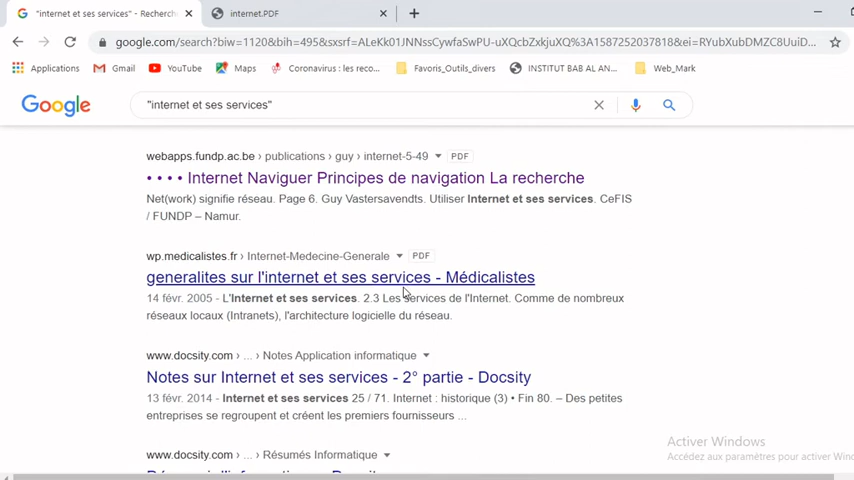 "internet et ses services" - Recherch
internet.PDF
google.com/search?biw=1120&bih=495&sxsrf=ALeKk01JNNssCywfaSwPU-uXQcbZxkjuXQ%3A1587252037818&ei=RYubXubDMZC8UuiD...
Applications
Gmail
YouTube
Maps
Coronavirus : les reco...
Favoris_Outils_divers
INSTITUT BAB AL AN...
Web_Mark
Google
"internet et ses services"
webapps.fundp.ac.be › publications › guy › internet-5-49 PDF
• • • • Internet Naviguer Principes de navigation La recherche
Net(work) signifie réseau. Page 6. Guy Vastersavendts. Utiliser Internet et ses services. CeFIS
/ FUNDP – Namur.
wp.medicalistes.fr › Internet-Medecine-Generale PDF
generalites sur l'internet et ses services - Médicalistes
14 févr. 2005 - L'Internet et ses services. 2.3 Les services de l'Internet. Comme de nombreux
réseaux locaux (Intranets), l'architecture logicielle du réseau.
www.docsity.com › ... › Notes Application informatique
Notes sur Internet et ses services - 2° partie - Docsity
13 févr. 2014 - Internet et ses services 25 / 71. Internet : historique (3) • Fin 80. – Des petites
entreprises se regroupent et créent les premiers fournisseurs ...
www.docsity.com › ... › Résumés Informatique
Activer Windows
Accédez aux paramètres pour activer Win